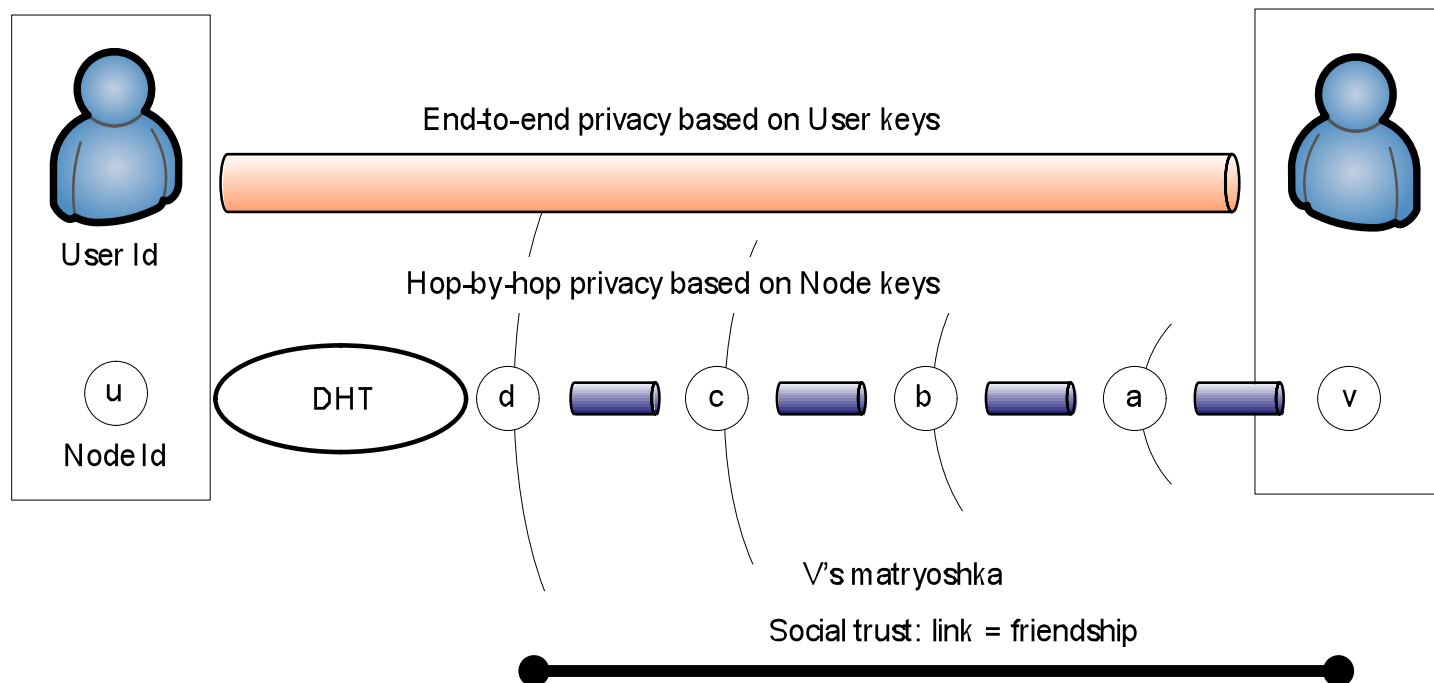 End-to-end privacy based on User keys
User Id
Hop-by-hop privacy based on Node keys
u
DHT
d
c
b
a
v
Node Id
V's matryoshka
Social trust: link = friendship